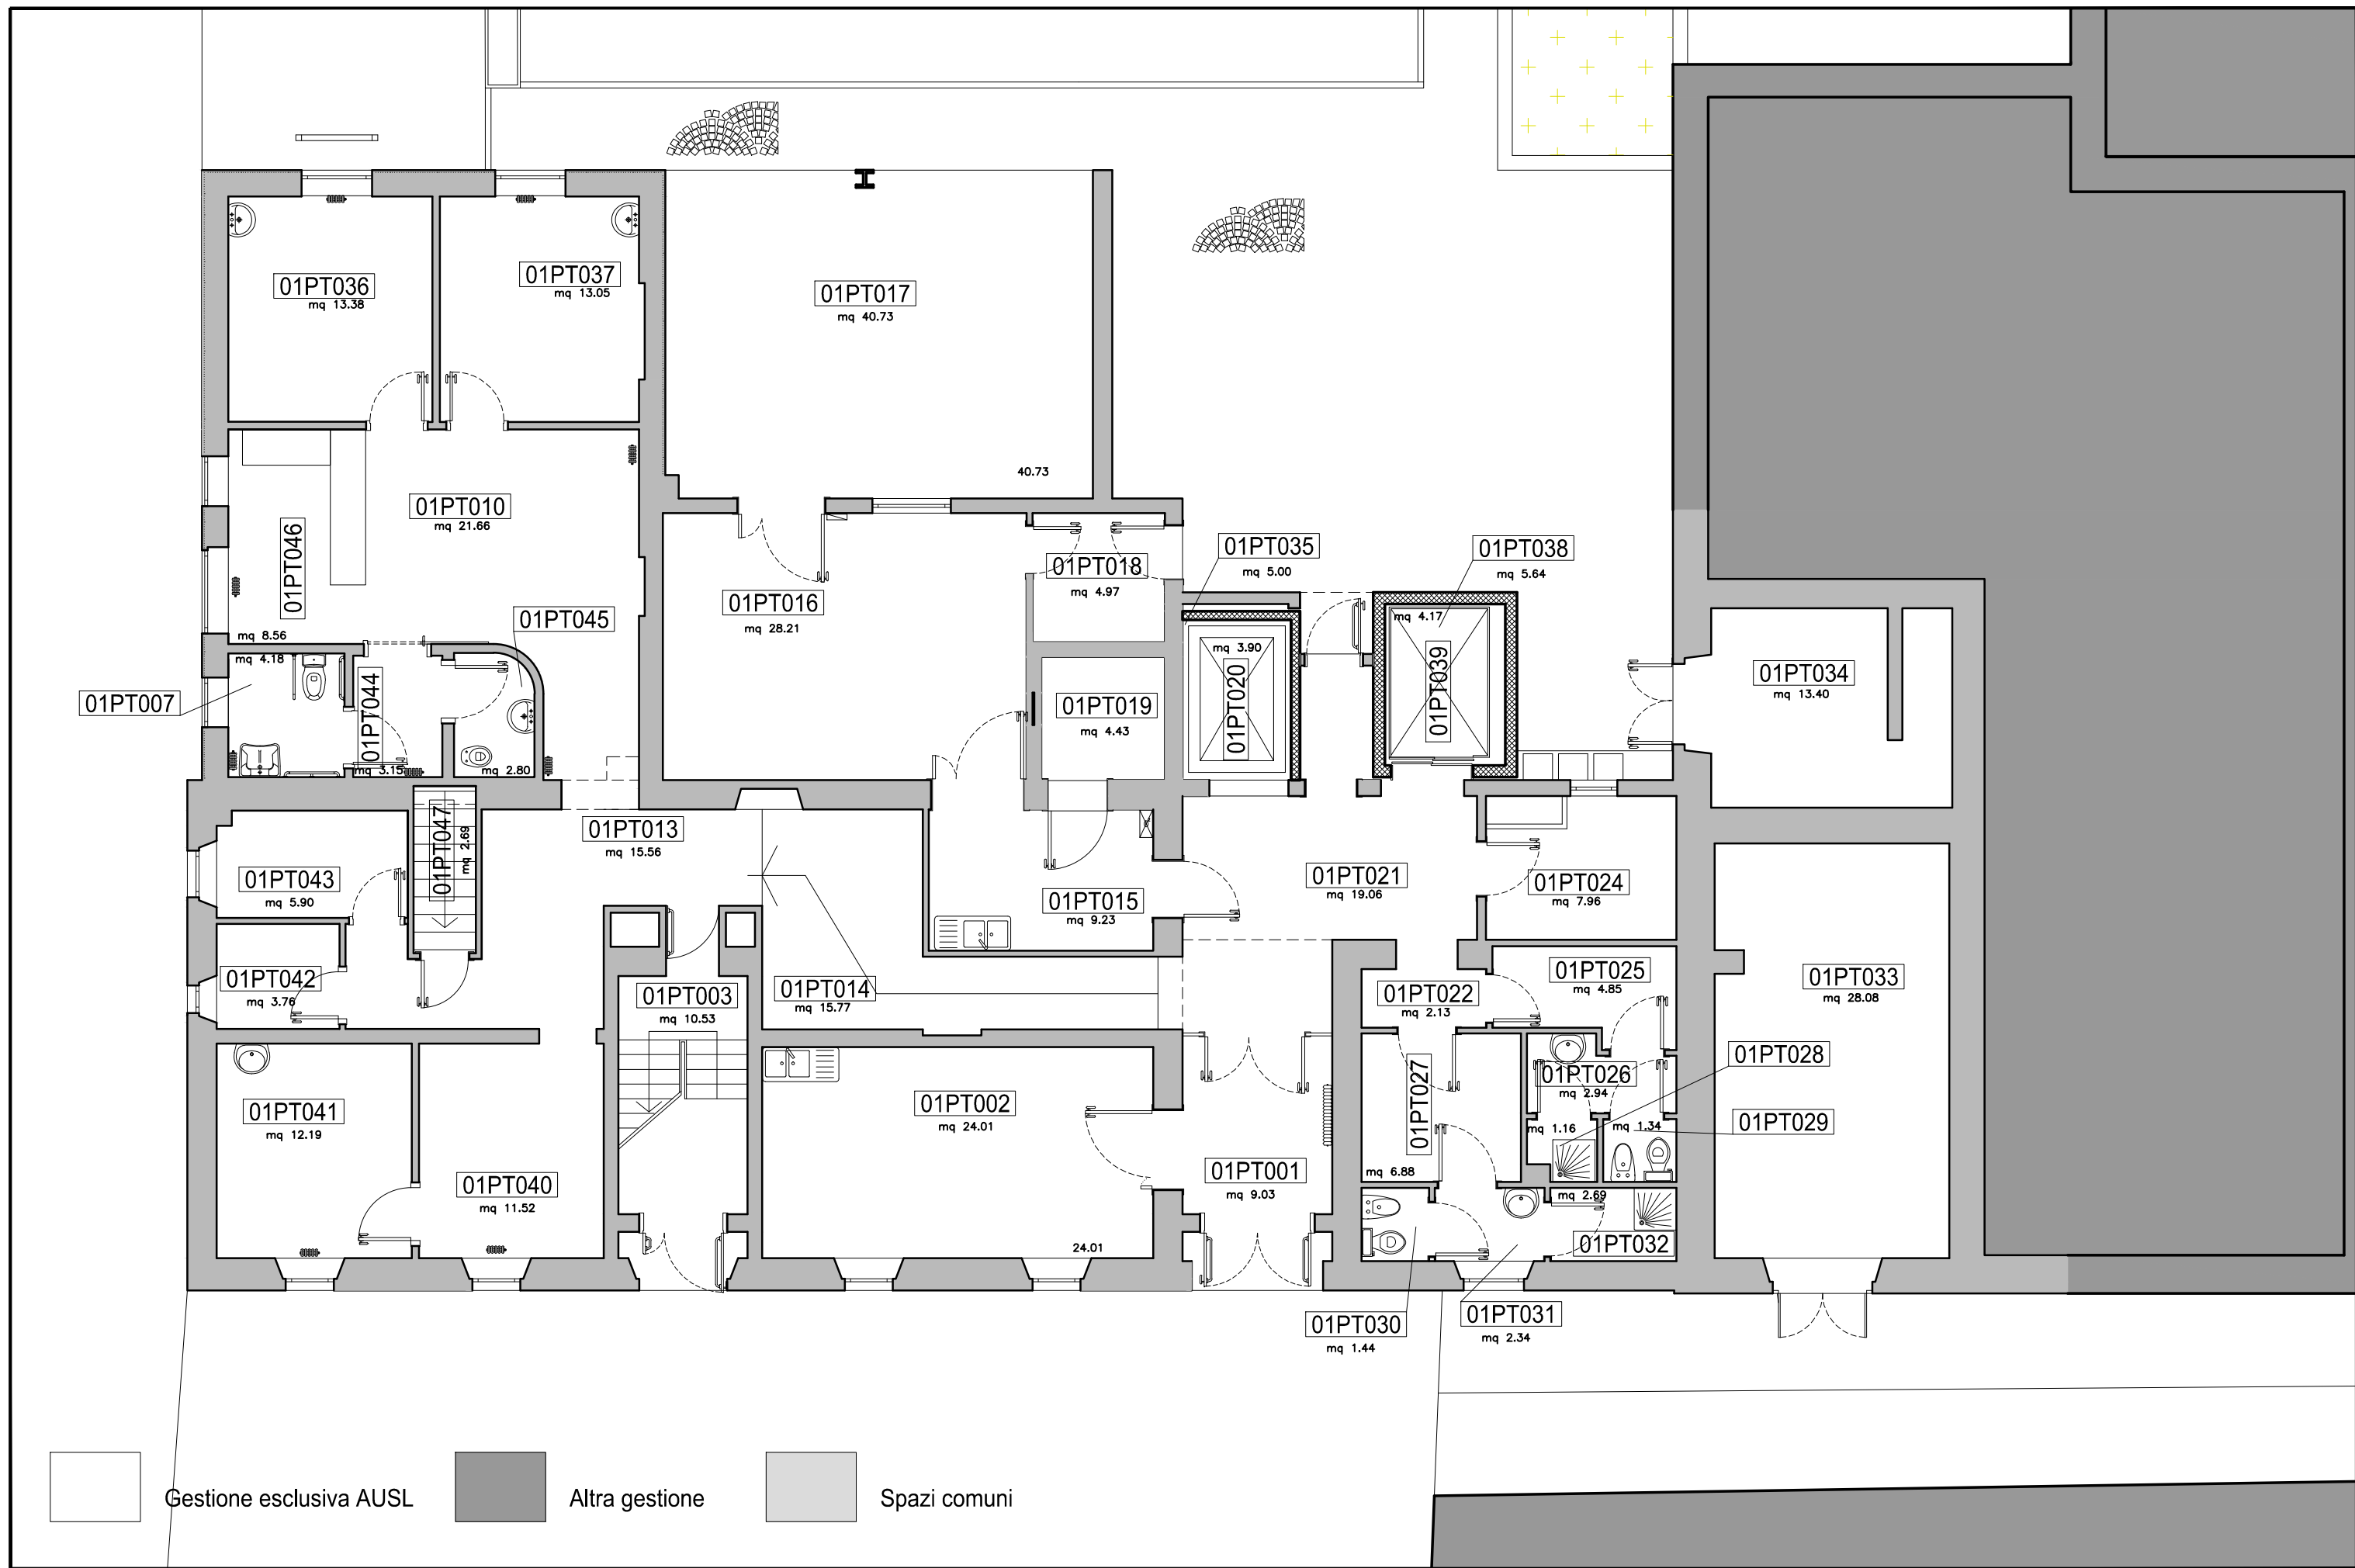 01PT036
mq 13.38
01PT037
mq 13.05
01PT017
mq 40.73
40.73
01PT010
mq 21.66
01PT046
mq 8.56
01PT045
mq 2.80
01PT007
mq 4.18
01PT044
mq 3.15
01PT016
mq 28.21
01PT018
mq 4.97
01PT035
mq 5.00
01PT038
mq 5.64
mq 4.17
01PT039
mq 3.90
01PT020
01PT019
mq 4.43
01PT034
mq 13.40
01PT047
mq 2.69
01PT013
mq 15.56
01PT043
mq 5.90
01PT015
mq 9.23
01PT021
mq 19.06
01PT024
mq 7.96
01PT042
mq 3.76
01PT003
mq 10.53
01PT014
mq 15.77
01PT022
mq 2.13
01PT025
mq 4.85
01PT033
mq 28.08
01PT028
mq 1.16
01PT026
mq 2.94
01PT029
mq 1.34
01PT027
mq 6.88
01PT041
mq 12.19
01PT040
mq 11.52
01PT002
mq 24.01
24.01
01PT001
mq 9.03
mq 2.69
01PT032
01PT030
mq 1.44
01PT031
mq 2.34
Gestione esclusiva AUSL
Altra gestione
Spazi comuni